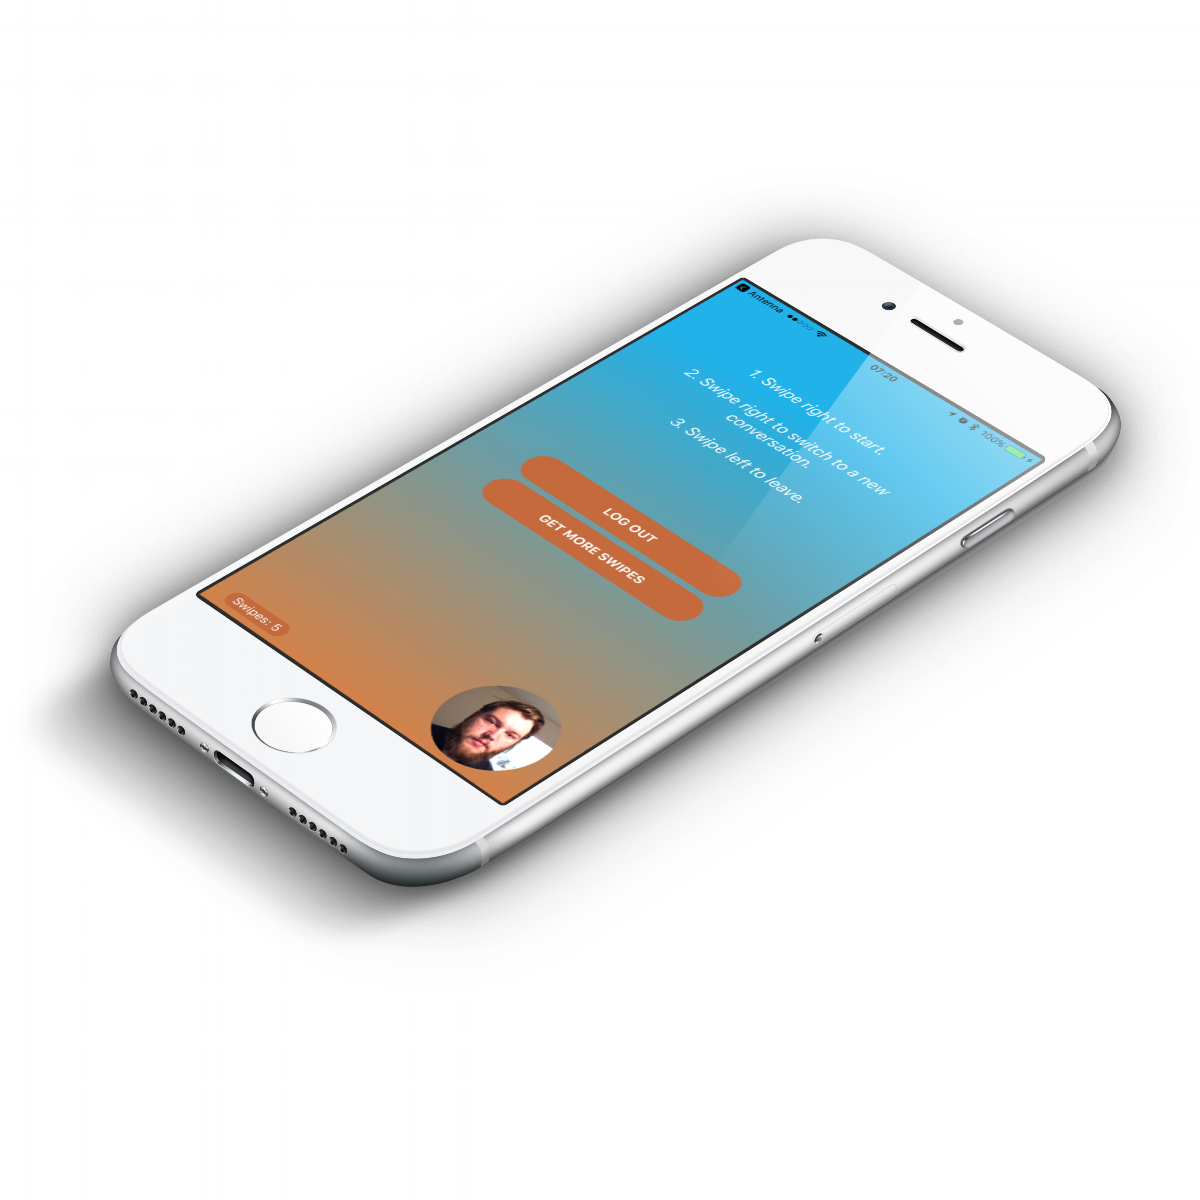 Antenna
07:20
100%
1. Swipe right to start.
2. Swipe right to switch to a new
conversation.
3. Swipe left to leave.
LOG OUT
GET MORE SWIPES
Swipes: 5